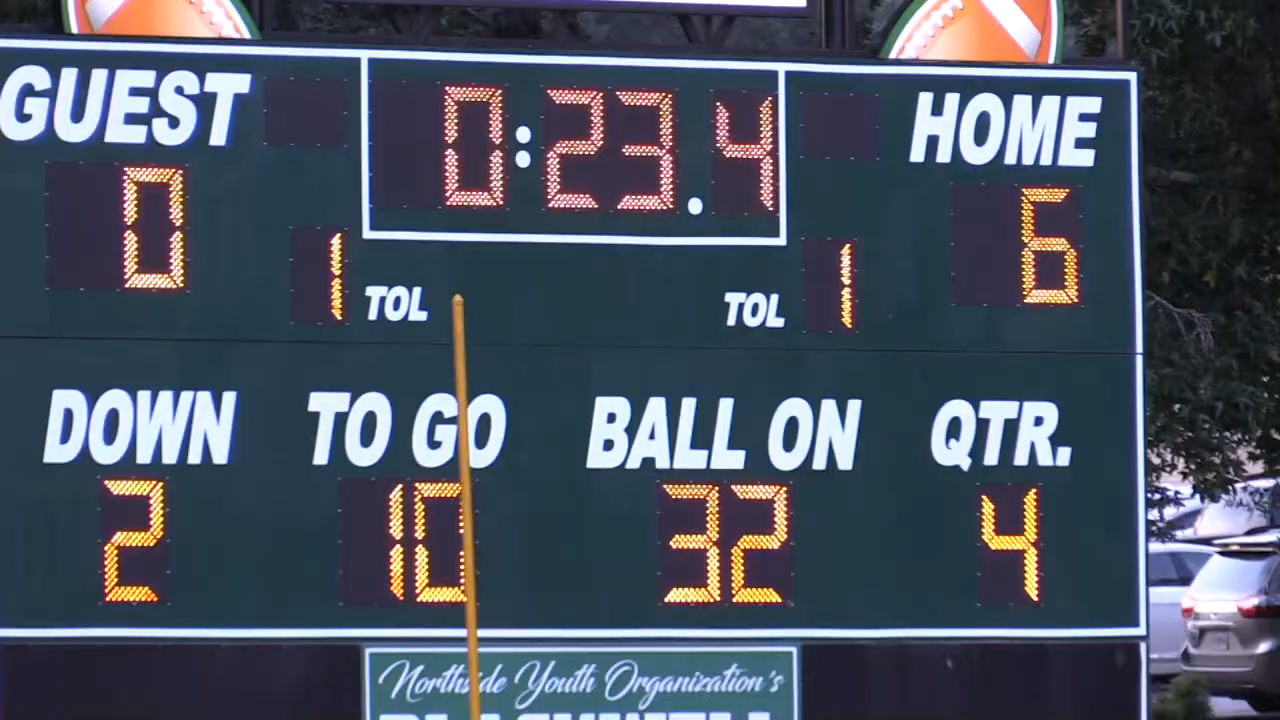 GUEST 0:23.4 HOME
0 6
1 TOL TOL 1
DOWN TO GO BALL ON QTR.
2 10 32 4
Northside Youth Organization's